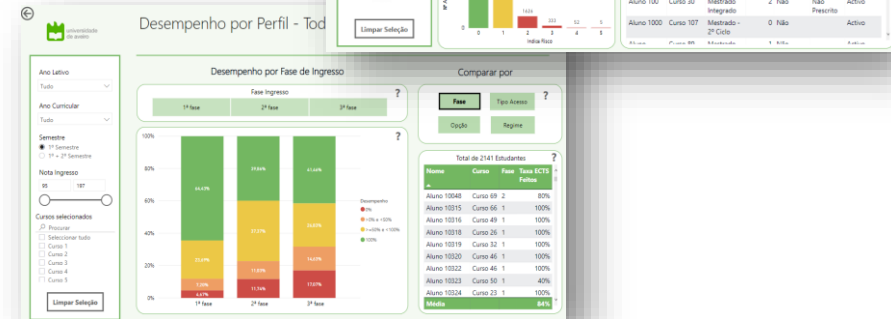 Aluno 100 Curso 30 Mestrado Integrado 2 Não Não Prescrito Activo
Aluno 1000 Curso 107 Mestrado - 2º Ciclo 0 Não Activo
Limpar Seleção
0 1 2 3 4 5
Indice Risco
universidade de aveiro
Desempenho por Perfil - Tod
Ano Letivo
Tudo
Ano Curricular
Tudo
Semestre
1º Semestre
1º + 2º Semestre
Nota Ingresso
95 197
Cursos selecionados
Procurar
Seleccionar tudo
Curso 1
Curso 2
Curso 3
Curso 4
Curso 5
Limpar Seleção
Desempenho por Fase de Ingresso
Fase Ingresso
?
1ª fase 2ª fase 3ª fase
?
100%
80%
60%
40%
20%
0%
1ª fase 2ª fase 3ª fase
Desempenho
0%
>0% e <50%
>=50% e <100%
100%
Comparar por
Fase Tipo Acesso ?
Opção Regime
Total de 2141 Estudantes ?
Nome Curso Fase Taxa ECTS Feitos
Aluno 10048 Curso 69 2 80%
Aluno 10315 Curso 66 1 100%
Aluno 10316 Curso 49 1 100%
Aluno 10318 Curso 26 1 100%
Aluno 10319 Curso 32 1 100%
Aluno 10320 Curso 46 1 100%
Aluno 10322 Curso 46 1 100%
Aluno 10323 Curso 50 1 40%
Aluno 10324 Curso 23 1 100%
Média 84%